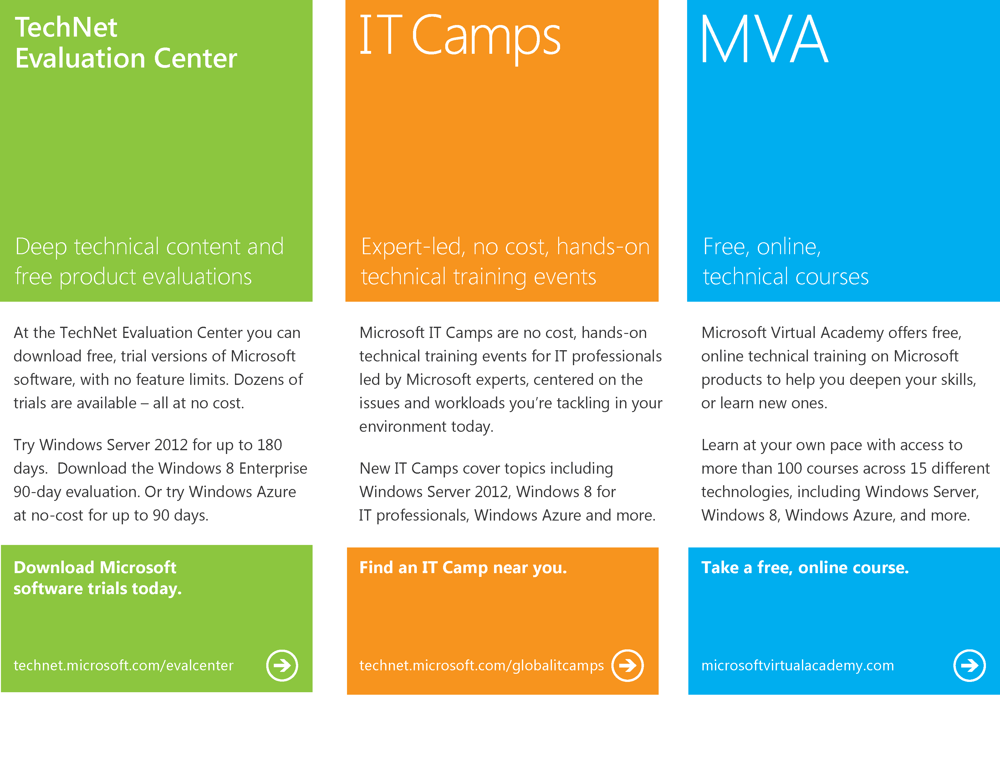 TechNet
Evaluation Center
Deep technical content and
free product evaluations
At the TechNet Evaluation Center you can
download free, trial versions of Microsoft
software, with no feature limits. Dozens of
trials are available – all at no cost.
Try Windows Server 2012 for up to 180
days.  Download the Windows 8 Enterprise
90-day evaluation. Or try Windows Azure
at no-cost for up to 90 days.
Download Microsoft
software trials today.
technet.microsoft.com/evalcenter
IT Camps
Expert-led, no cost, hands-on
technical training events
Microsoft IT Camps are no cost, hands-on
technical training events for IT professionals
led by Microsoft experts, centered on the
issues and workloads you’re tackling in your
environment today.
New IT Camps cover topics including
Windows Server 2012, Windows 8 for
IT professionals, Windows Azure and more.
Find an IT Camp near you.
technet.microsoft.com/globalitcamps
MVA
Free, online,
technical courses
Microsoft Virtual Academy offers free,
online technical training on Microsoft
products to help you deepen your skills,
or learn new ones.
Learn at your own pace with access to
more than 100 courses across 15 different
technologies, including Windows Server,
Windows 8, Windows Azure, and more.
Take a free, online course.
microsoftvirtualacademy.com